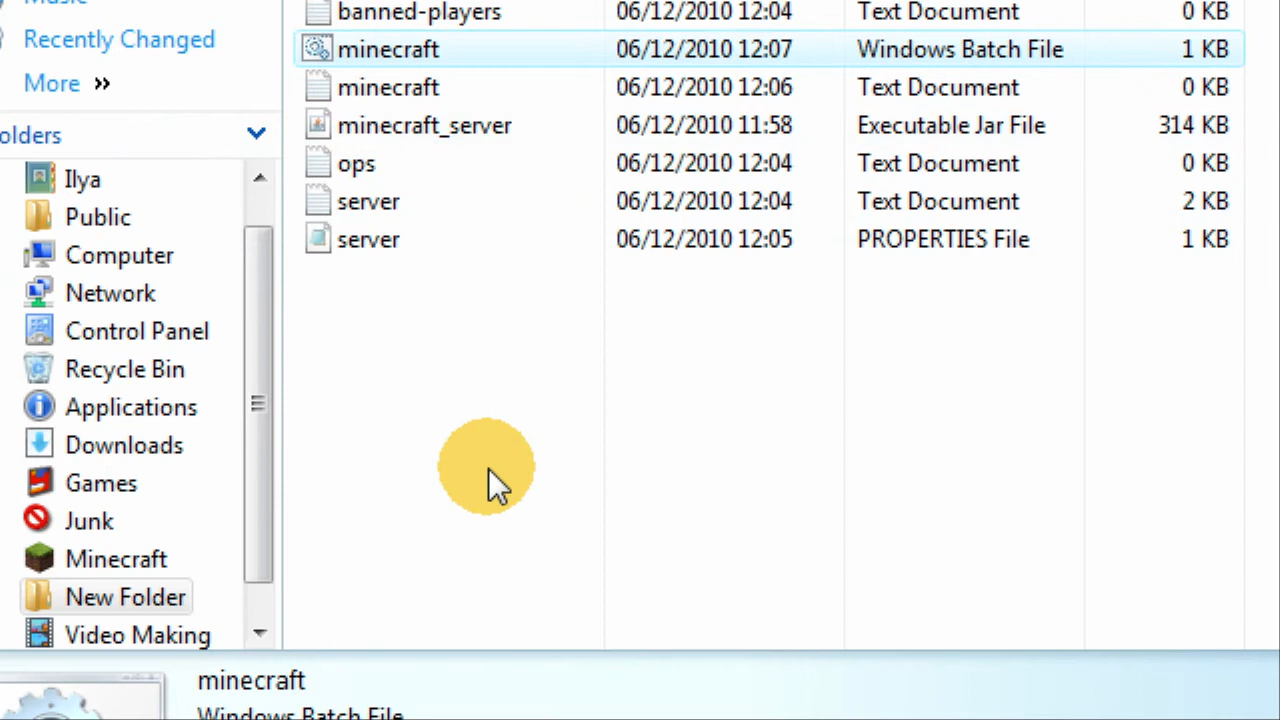 Music
Recently Changed
More »
olders
Ilya
Public
Computer
Network
Control Panel
Recycle Bin
Applications
Downloads
Games
Junk
Minecraft
New Folder
Video Making
banned-players 06/12/2010 12:04 Text Document 0 KB
minecraft 06/12/2010 12:07 Windows Batch File 1 KB
minecraft 06/12/2010 12:06 Text Document 0 KB
minecraft_server 06/12/2010 11:58 Executable Jar File 314 KB
ops 06/12/2010 12:04 Text Document 0 KB
server 06/12/2010 12:04 Text Document 2 KB
server 06/12/2010 12:05 PROPERTIES File 1 KB
minecraft
Windows Batch File